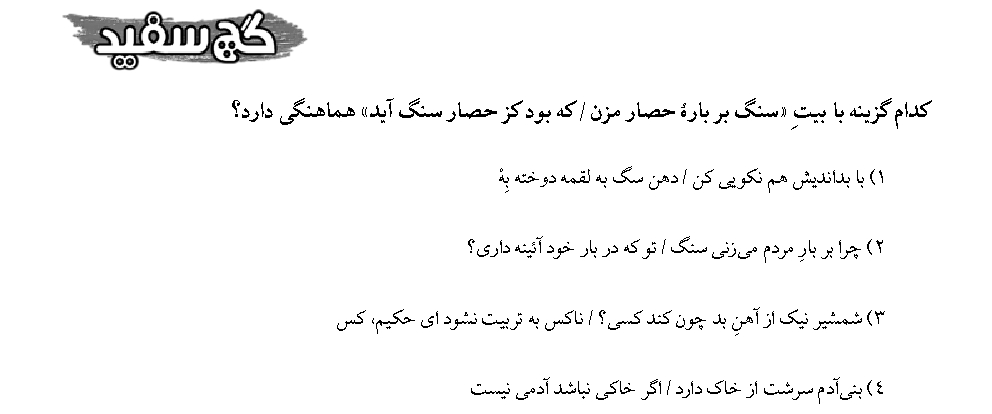 گچ سفید
کدام گزینه با بیتِ «سنگ بر بارهٔ حصار مزن / که بود کز حصار سنگ آید» هماهنگی دارد؟
۱) با بداندیش هم نکویی کن / دهن سگ به لقمه دوخته بِهْ
۲) چرا بر بارِ مردم می‌زنی سنگ / تو که در بار خود آئینه داری؟
۳) شمشیر نیک از آهنِ بد چون کند کسی؟ / ناکس به تربیت نشود ای حکیم، کس
۴) بنی‌آدم سرشت از خاک دارد / اگر خاکی نباشد آدمی نیست